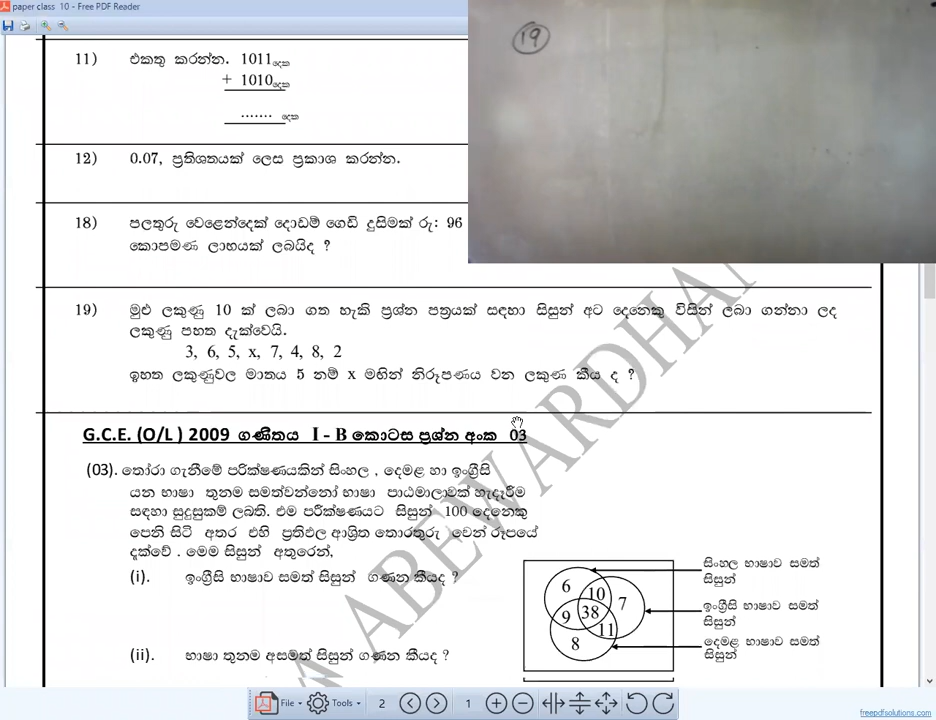 paper class 10 - Free PDF Reader
19
11) එකතු කරන්න. 1011දෙක
+ 1010දෙක
....... දෙක
12) 0.07, ප්‍රතිශතයක් ලෙස ප්‍රකාශ කරන්න.
18) පලතුරු වෙළෙන්දෙක් දොඩම් ගෙඩි දුසිමක් රු: 96
කොපමණ ලාභයක් ලබයිද ?
19) මුළු ලකුණු 10 ක් ලබා ගත හැකි ප්‍රශ්න පත්‍රයක් සඳහා සිසුන් අට දෙනෙකු විසින් ලබා ගන්නා ලද
ලකුණු පහත දැක්වෙයි.
3, 6, 5, x, 7, 4, 8, 2
ඉහත ලකුණුවල මාතය 5 නම් x මඟින් නිරූපණය වන ලකුණ කීය ද ?
G.C.E. (O/L ) 2009 ගණිතය I - B කොටස ප්‍රශ්න අංක 03
(03). තෝරා ගැනීමේ පරික්ෂණයකින් සිංහල , දෙමළ හා ඉංග්‍රීසි
යන භාෂා තුනම සමත්වන්නෝ භාෂා පාඨමාලාවක් හැදෑරීම
සඳහා සුදුසුකම් ලබති. එම පරීක්ෂණයට සිසුන් 100 දෙනෙකු
පෙනි සිටි අතර එහි ප්‍රතිඵල ආශ්‍රිත තොරතුරු වෙන් රූපයේ
දැක්වේ . මෙම සිසුන් අතුරෙන්,
(i). ඉංග්‍රීසි භාෂාව සමත් සිසුන් ගණන කීයද ?
(ii). භාෂා තුනම අසමත් සිසුන් ගණන කීයද ?
6 10 7
9 38
11
8
සිංහල භාෂාව සමත්
සිසුන්
ඉංග්‍රීසි භාෂාව සමත්
සිසුන්
දෙමළ භාෂාව සමත්
සිසුන්
ABEWARDHA
File Tools 2 1
freepdfsolutions.com